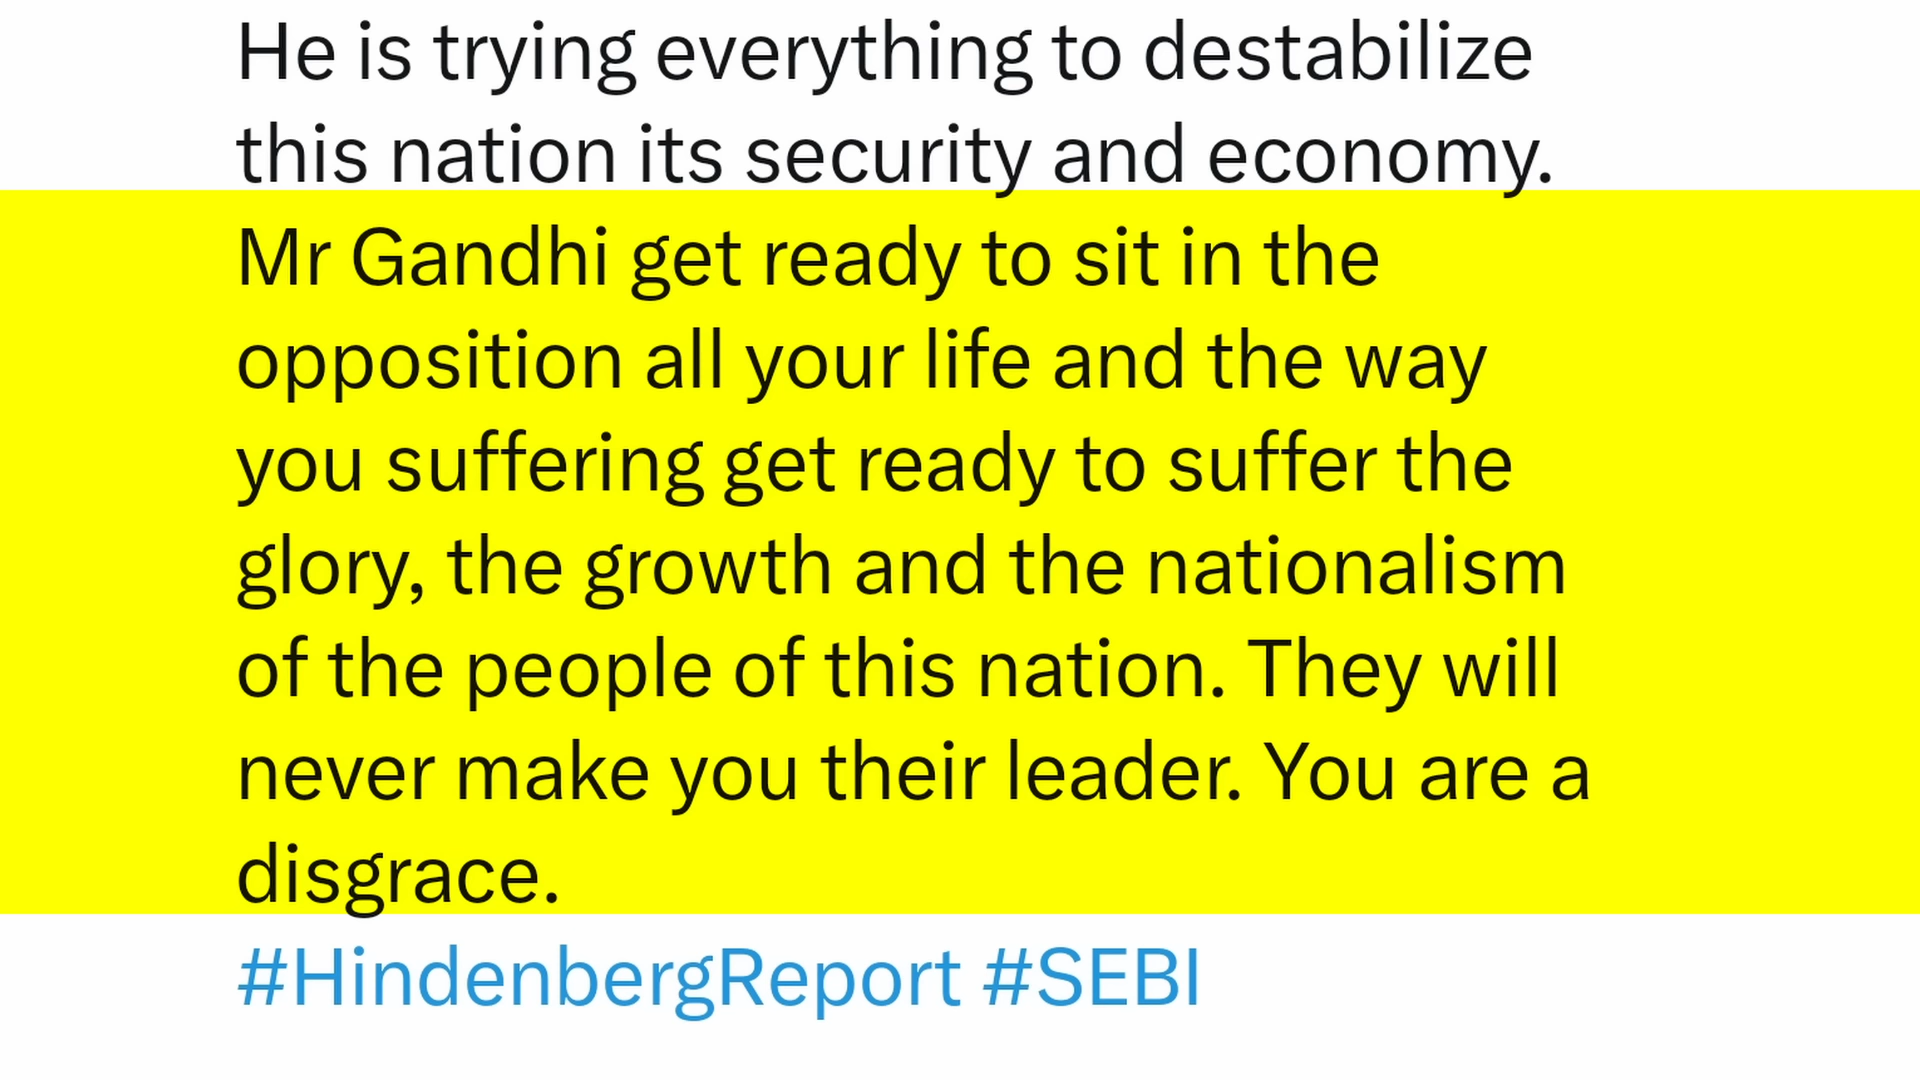 He is trying everything to destabilize
this nation its security and economy.
Mr Gandhi get ready to sit in the
opposition all your life and the way
you suffering get ready to suffer the
glory, the growth and the nationalism
of the people of this nation. They will
never make you their leader. You are a
disgrace.
#HindenbergReport #SEBI